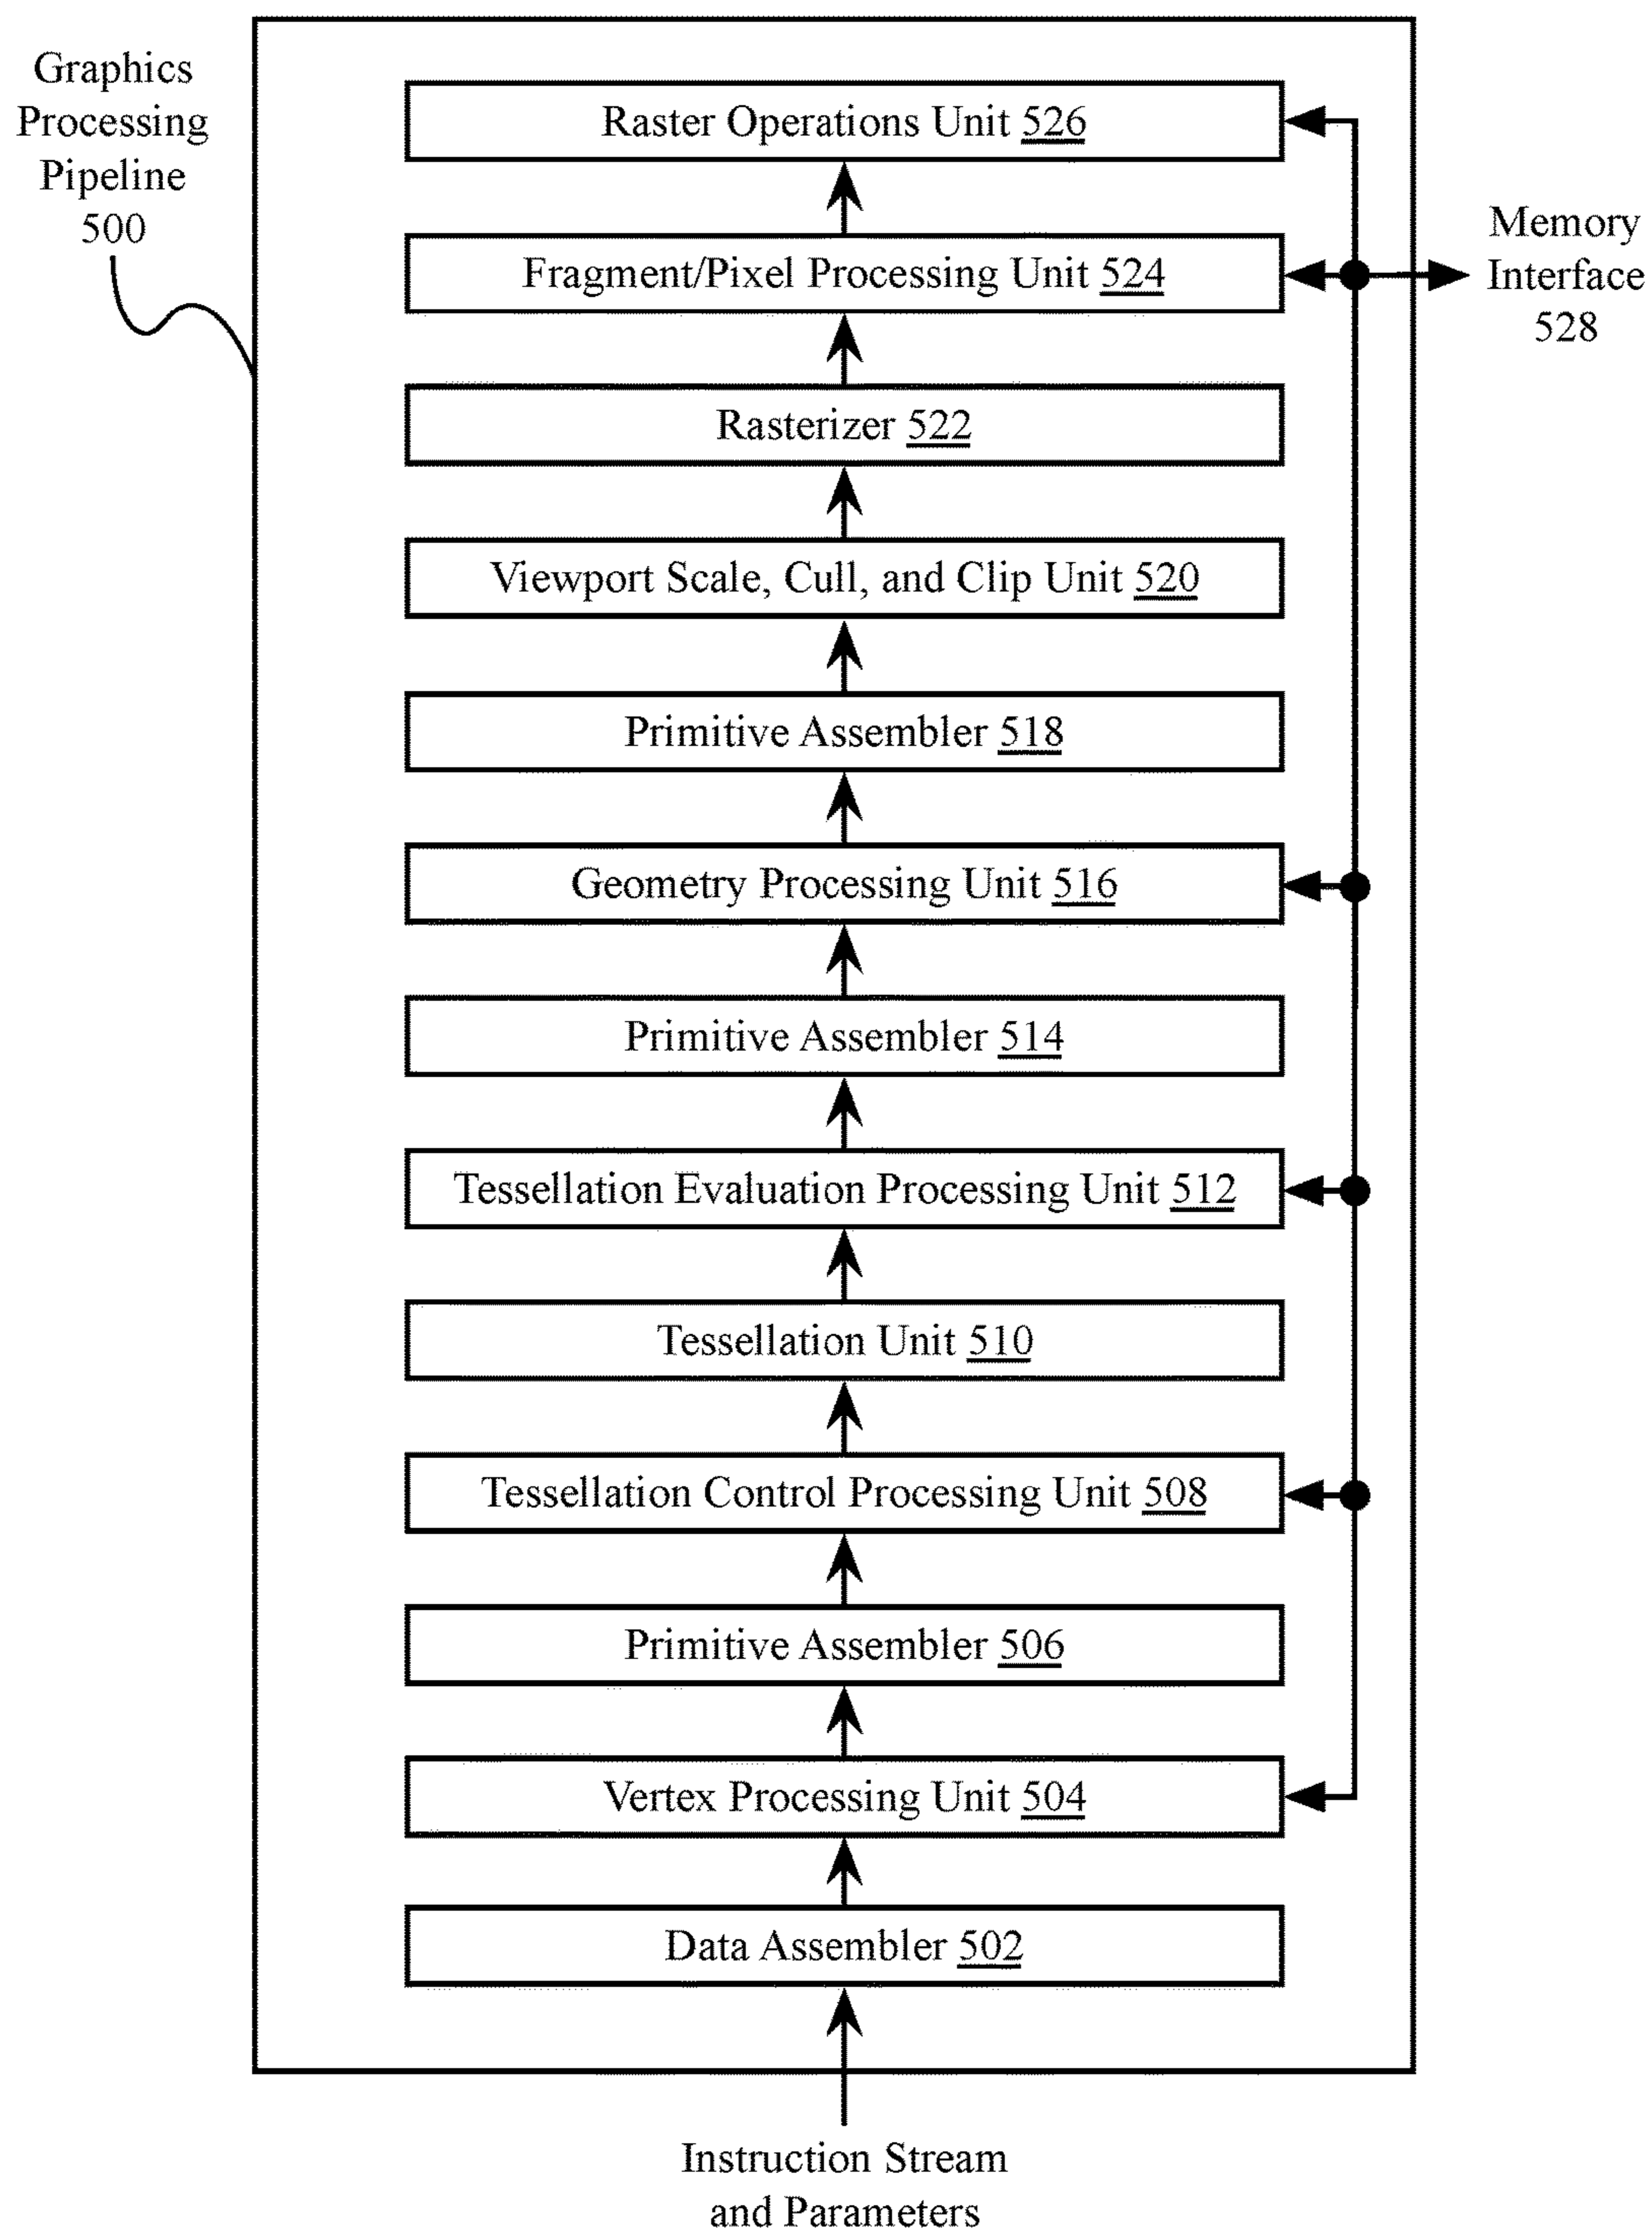 Graphics
Processing
Pipeline
500
Raster Operations Unit 526
Fragment/Pixel Processing Unit 524
Memory
Interface
528
Rasterizer 522
Viewport Scale, Cull, and Clip Unit 520
Primitive Assembler 518
Geometry Processing Unit 516
Primitive Assembler 514
Tessellation Evaluation Processing Unit 512
Tessellation Unit 510
Tessellation Control Processing Unit 508
Primitive Assembler 506
Vertex Processing Unit 504
Data Assembler 502
Instruction Stream
and Parameters